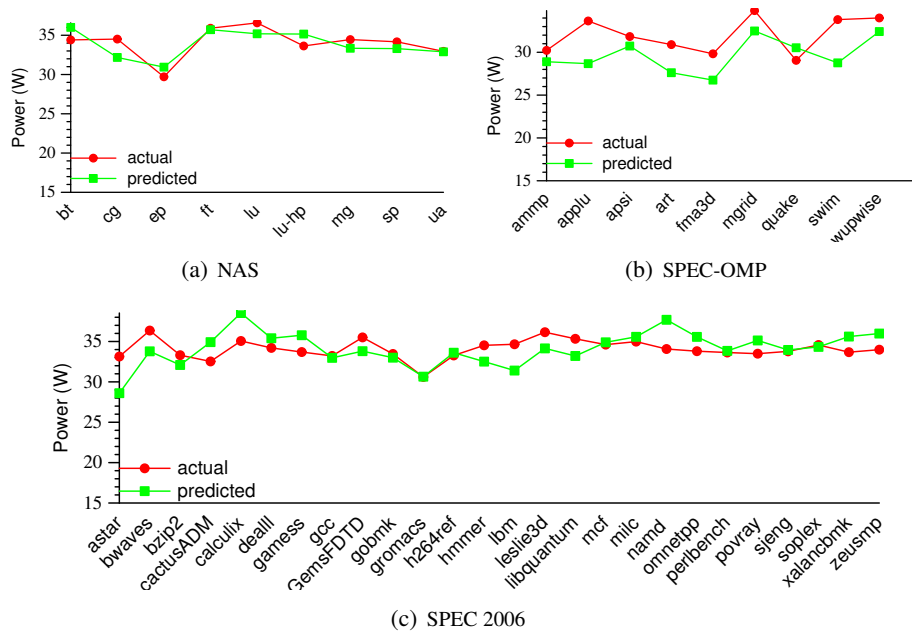 Power (W)
35
30
25
20
15
actual
predicted
bt
cg
ep
ft
lu
lu-hp
mg
sp
ua
(a) NAS
Power (W)
30
25
20
15
actual
predicted
ammp
applu
apsi
art
fma3d
mgrid
quake
swim
wupwise
(b) SPEC-OMP
Power (W)
35
30
25
20
15
actual
predicted
astar
bwaves
bzip2
cactusADM
calculix
dealII
gamess
gcc
GemsFDTD
gobmk
gromacs
h264ref
hmmer
lbm
leslie3d
libquantum
mcf
milc
namd
omnetpp
perlbench
povray
sjeng
soplex
xalancbmk
zeusmp
(c) SPEC 2006